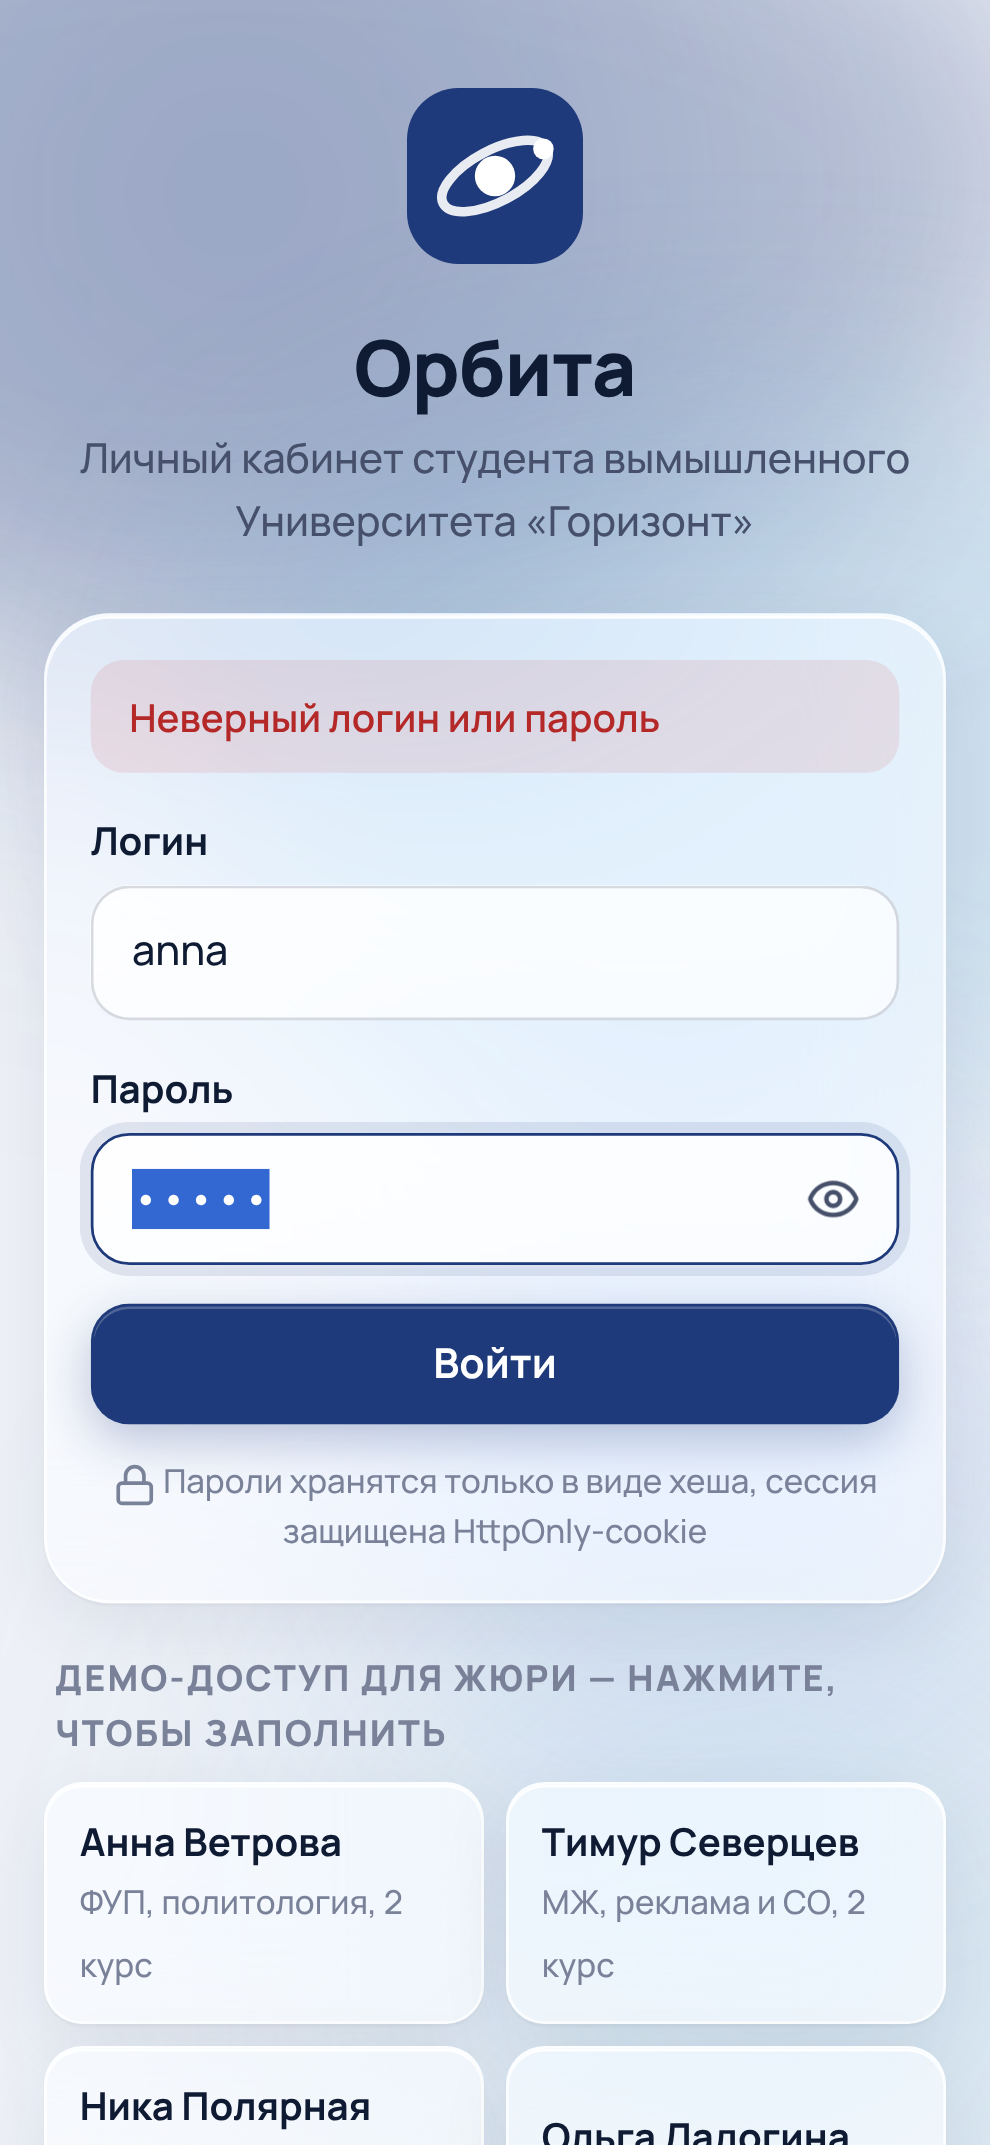 Орбита
Личный кабинет студента вымышленного
Университета «Горизонт»
Неверный логин или пароль
Логин
anna
Пароль
•••••
Войти
Пароли хранятся только в виде хеша, сессия
защищена HttpOnly-cookie
ДЕМО-ДОСТУП ДЛЯ ЖЮРИ — НАЖМИТЕ,
ЧТОБЫ ЗАПОЛНИТЬ
Анна Ветрова
ФУП, политология, 2
курс
Тимур Северцев
МЖ, реклама и СО, 2
курс
Ника Полярная
Ольга Ладогина